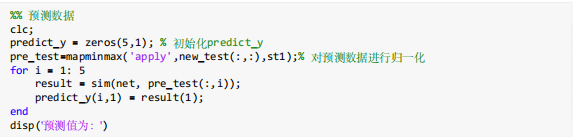 %% 预测数据
clc;
predict_y = zeros(5,1); % 初始化predict_y
pre_test=mapminmax('apply',new_test(:,:),st1);% 对预测数据进行归一化
for i = 1: 5
    result = sim(net, pre_test(:,i));
    predict_y(i,1) = result(1);
end
disp('预测值为：')